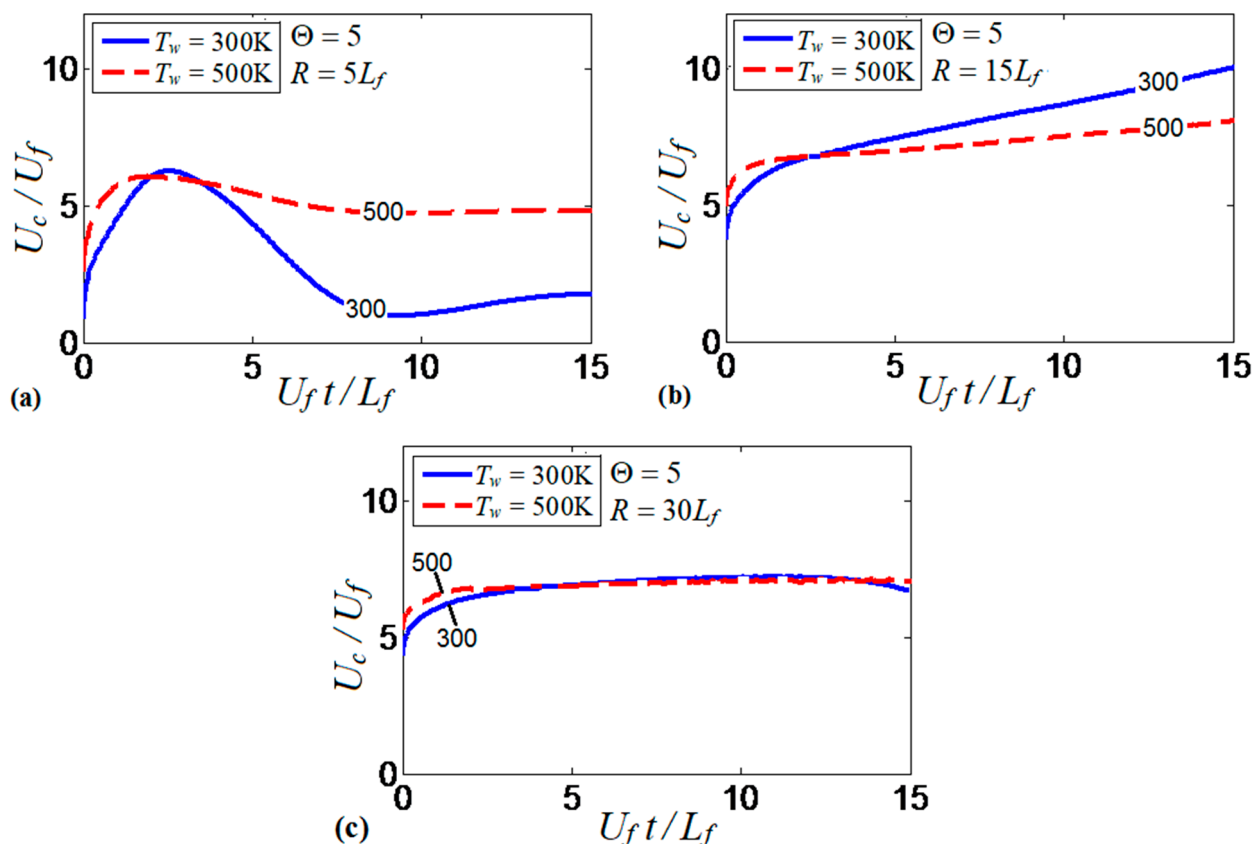 T_w = 300K Θ = 5
T_w = 500K R = 5L_f
10
5
0
U_c / U_f
500
300
0 5 10 15
U_f t / L_f
(a)
T_w = 300K Θ = 5
T_w = 500K R = 15L_f
10
5
0
U_c / U_f
300
500
0 5 10 15
U_f t / L_f
(b)
T_w = 300K Θ = 5
T_w = 500K R = 30L_f
10
5
0
U_c / U_f
500
300
0 5 10 15
U_f t / L_f
(c)